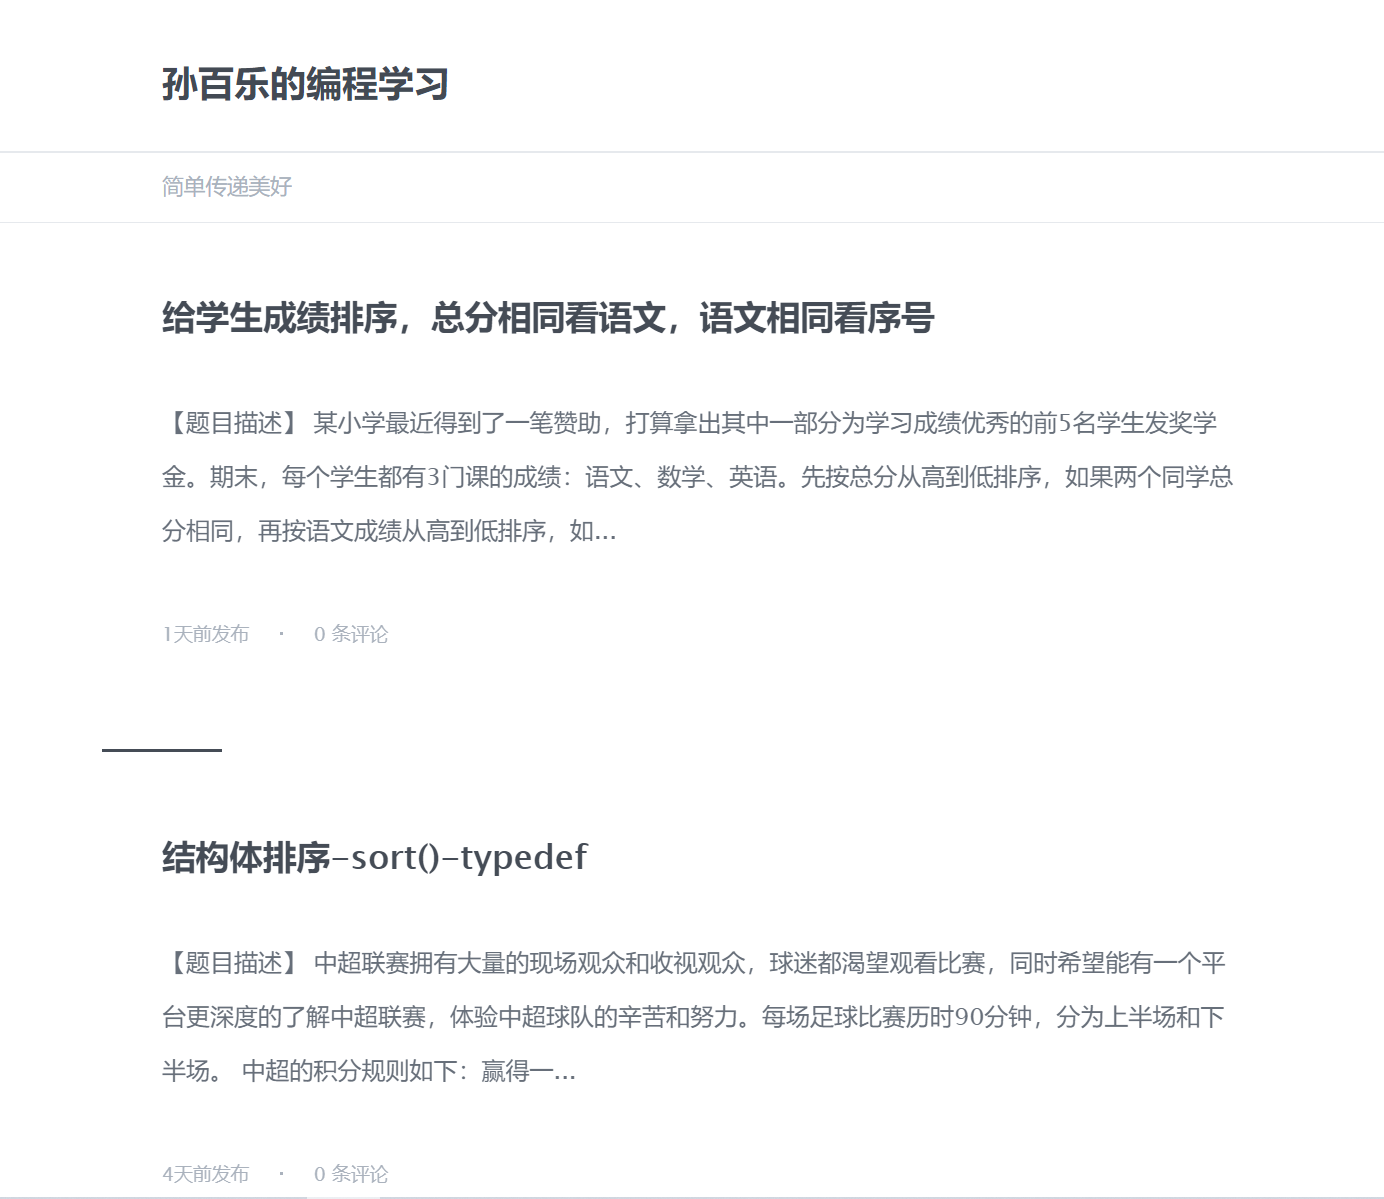 孙百乐的编程学习
简单传递美好
给学生成绩排序，总分相同看语文，语文相同看序号
【题目描述】 某小学最近得到了一笔赞助，打算拿出其中一部分为学习成绩优秀的前5名学生发奖学
金。期末，每个学生都有3门课的成绩：语文、数学、英语。先按总分从高到低排序，如果两个同学总
分相同，再按语文成绩从高到低排序，如...
1天前发布 · 0 条评论
结构体排序-sort()-typedef
【题目描述】 中超联赛拥有大量的现场观众和收视观众，球迷都渴望观看比赛，同时希望能有一个平
台更深度的了解中超联赛，体验中超球队的辛苦和努力。每场足球比赛历时90分钟，分为上半场和下
半场。 中超的积分规则如下：赢得一...
4天前发布 · 0 条评论